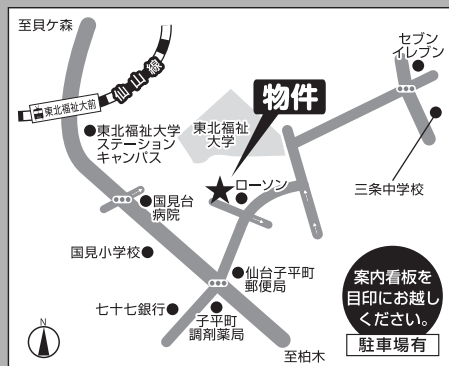 至貝ケ森
仙山線
東北福祉大前
セブン
イレブン
物件
東北福祉
大学
東北福祉大学
ステーション
キャンパス
ローソン
三条中学校
国見台
病院
国見小学校
仙台子平町
郵便局
七十七銀行
子平町
調剤薬局
至柏木
案内看板を
目印にお越し
ください。
駐車場有
N